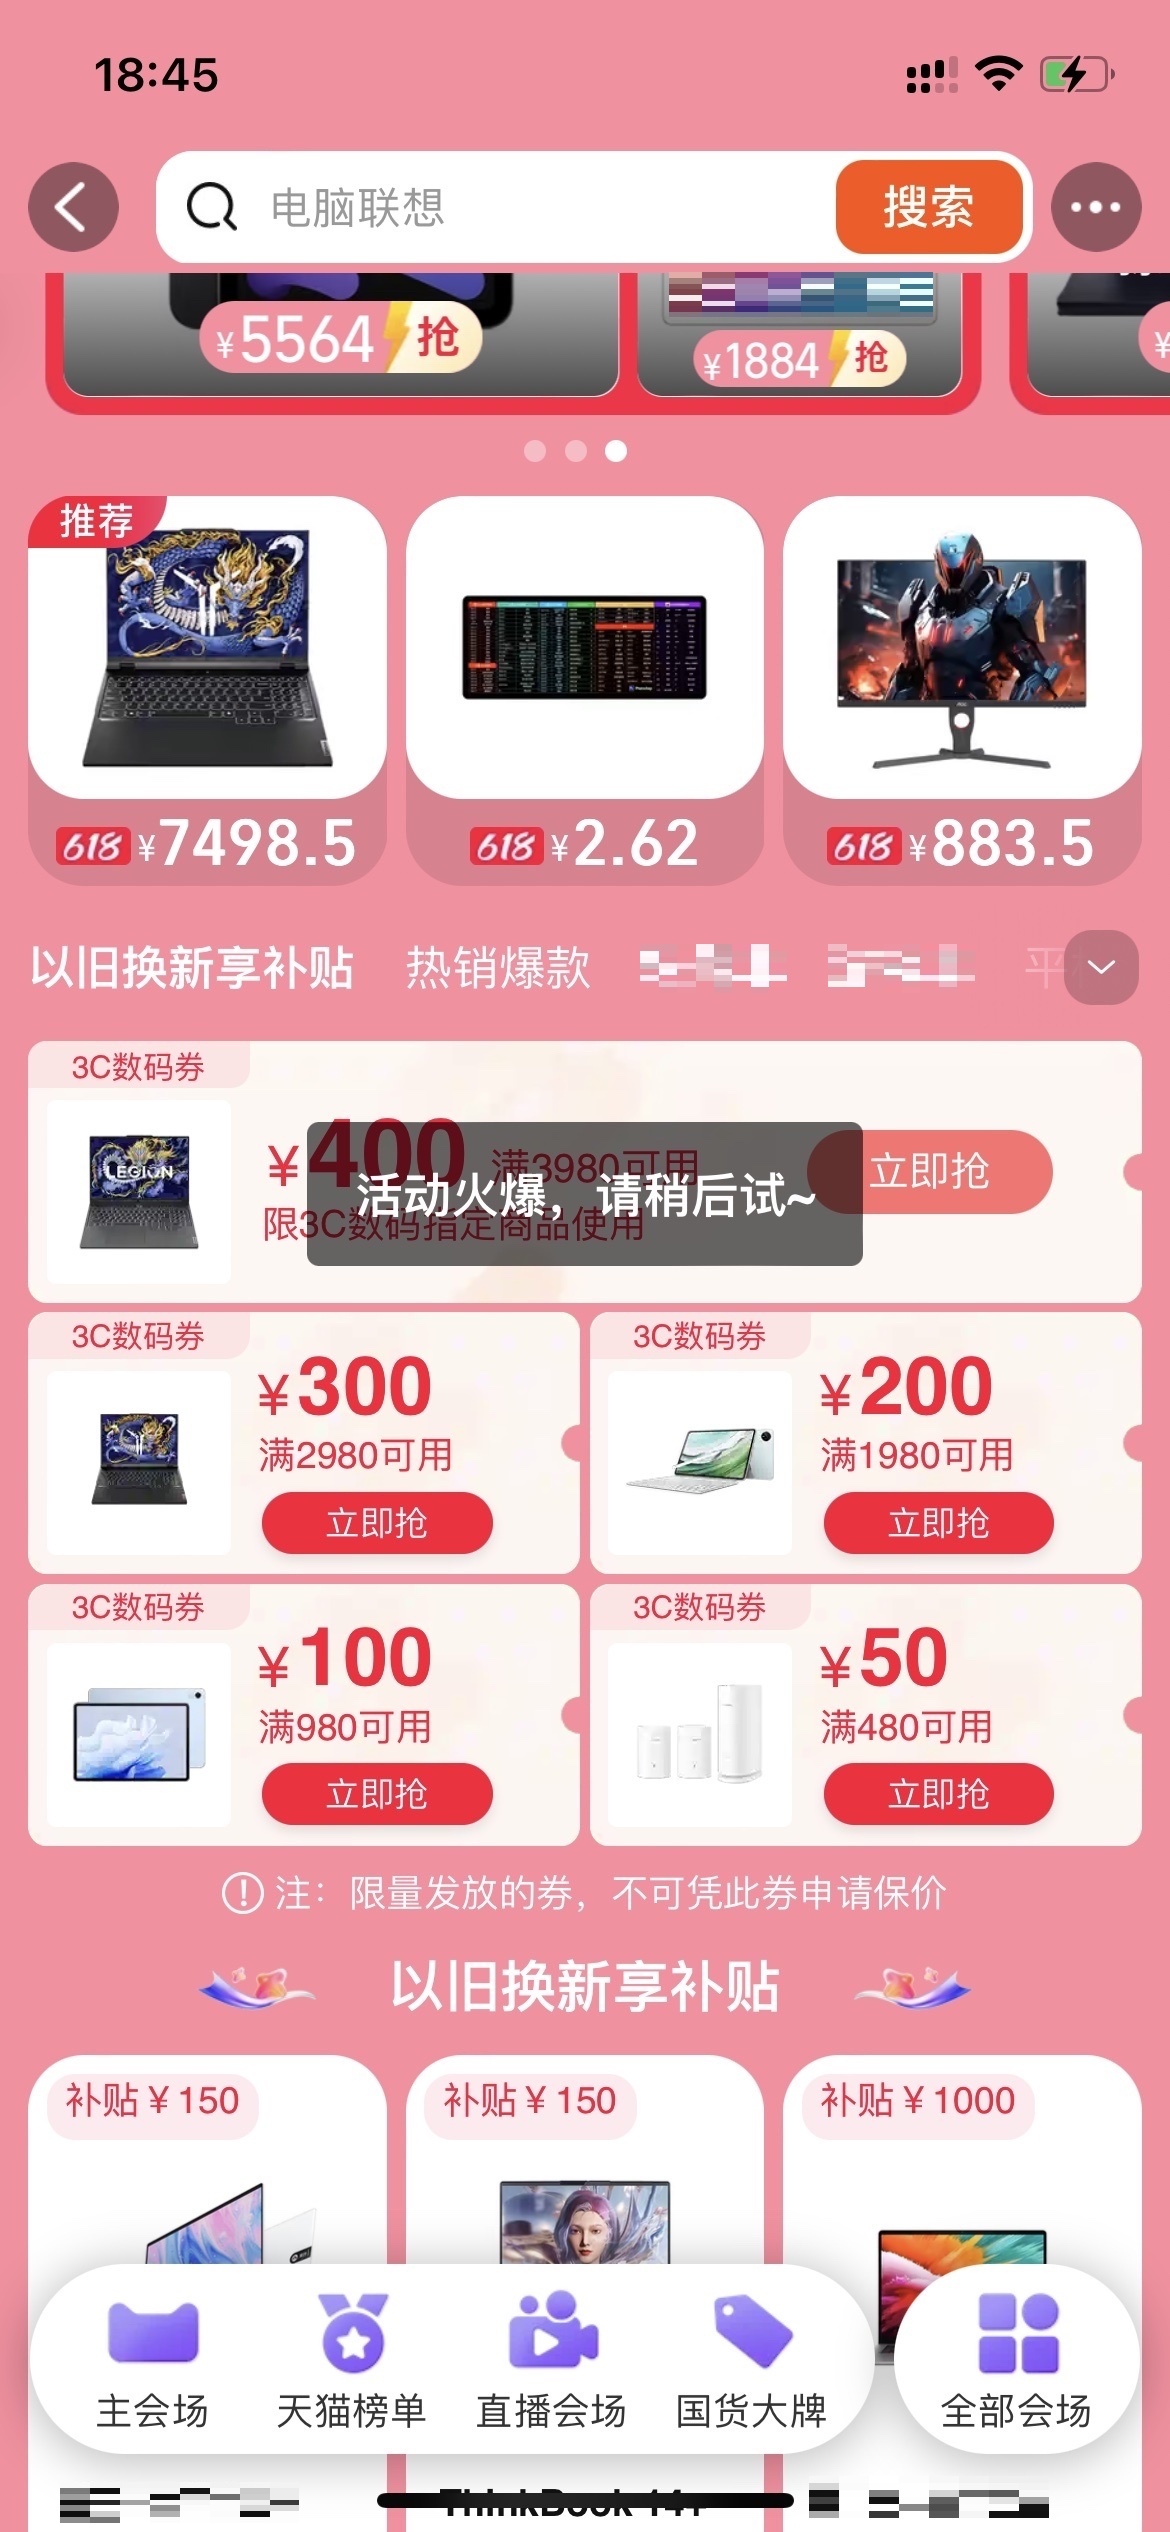 18:45
电脑联想
搜索
¥5564 抢
¥1884 抢
¥
推荐
618 ¥7498.5
618 ¥2.62
618 ¥883.5
以旧换新享补贴 热销爆款
平
3C数码券
LEGION
¥400 满3980可用
限3C数码指定商品使用
立即抢
活动火爆，请稍后试~
3C数码券
¥300
满2980可用
立即抢
3C数码券
¥200
满1980可用
立即抢
3C数码券
¥100
满980可用
立即抢
3C数码券
¥50
满480可用
立即抢
注：限量发放的券，不可凭此券申请保价
以旧换新享补贴
补贴¥150
补贴¥150
补贴¥1000
主会场
天猫榜单
直播会场
国货大牌
全部会场
ThinkBook 14+